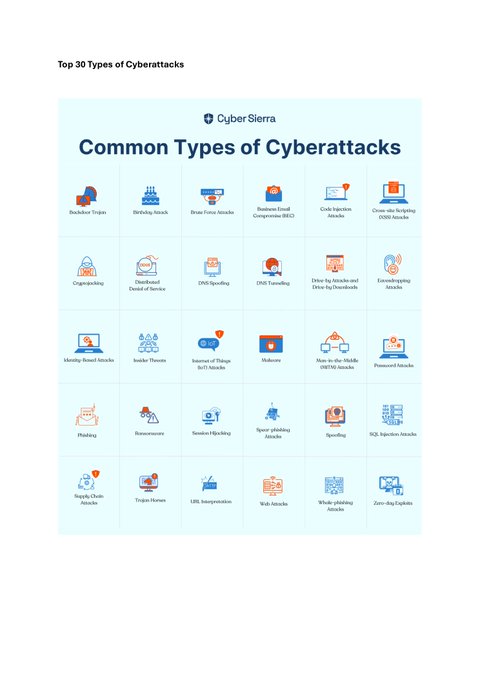 Top 30 Types of Cyberattacks
Cyber Sierra
Common Types of Cyberattacks
Backdoor Trojan
Birthday Attack
Brute Force Attacks
Business Email
Compromise (BEC)
Code Injection
Attacks
Cross-site Scripting
(XSS) Attacks
Cryptojacking
Distributed
Denial of Service
DNS Spoofing
DNS Tunneling
Drive-by Attacks and
Drive-by Downloads
Eavesdropping
Attacks
Identity-Based Attacks
Insider Threats
Internet of Things
(IoT) Attacks
Malware
Man-in-the-Middle
(MITM) Attacks
Password Attacks
Phishing
Ransomware
Session Hijacking
Spear-phishing
Attacks
Spoofing
SQL Injection Attacks
Supply Chain
Attacks
Trojan Horses
URL Interpretation
Web Attacks
Whale-phishing
Attacks
Zero-day Exploits